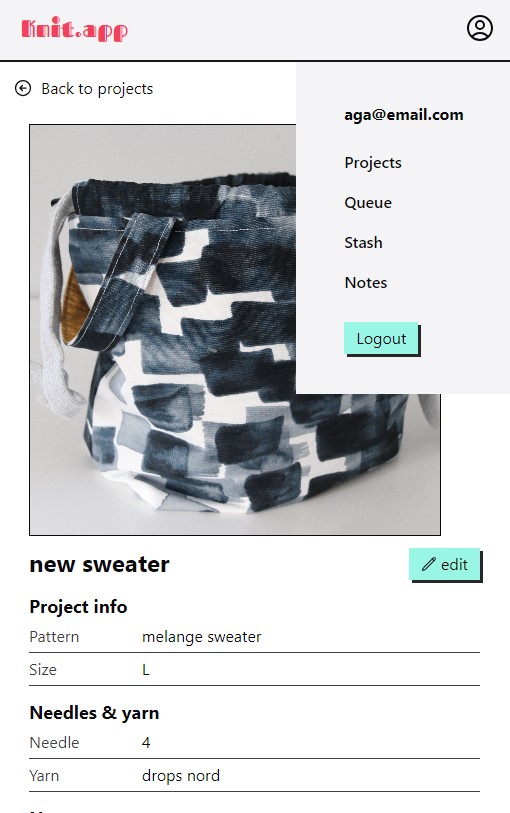 Knit.app
Back to projects
aga@email.com
Projects
Queue
Stash
Notes
Logout
new sweater
edit
Project info
Pattern melange sweater
Size L
Needles & yarn
Needle 4
Yarn drops nord